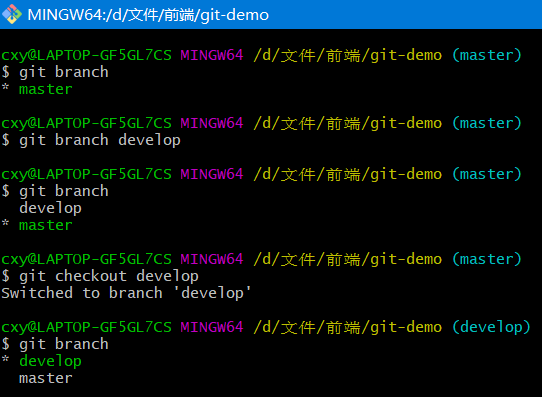 MINGW64:/d/文件/前端/git-demo
cxy@LAPTOP-GF5GL7CS MINGW64 /d/文件/前端/git-demo (master)
$ git branch
* master
cxy@LAPTOP-GF5GL7CS MINGW64 /d/文件/前端/git-demo (master)
$ git branch develop
cxy@LAPTOP-GF5GL7CS MINGW64 /d/文件/前端/git-demo (master)
$ git branch
  develop
* master
cxy@LAPTOP-GF5GL7CS MINGW64 /d/文件/前端/git-demo (master)
$ git checkout develop
Switched to branch 'develop'
cxy@LAPTOP-GF5GL7CS MINGW64 /d/文件/前端/git-demo (develop)
$ git branch
* develop
  master